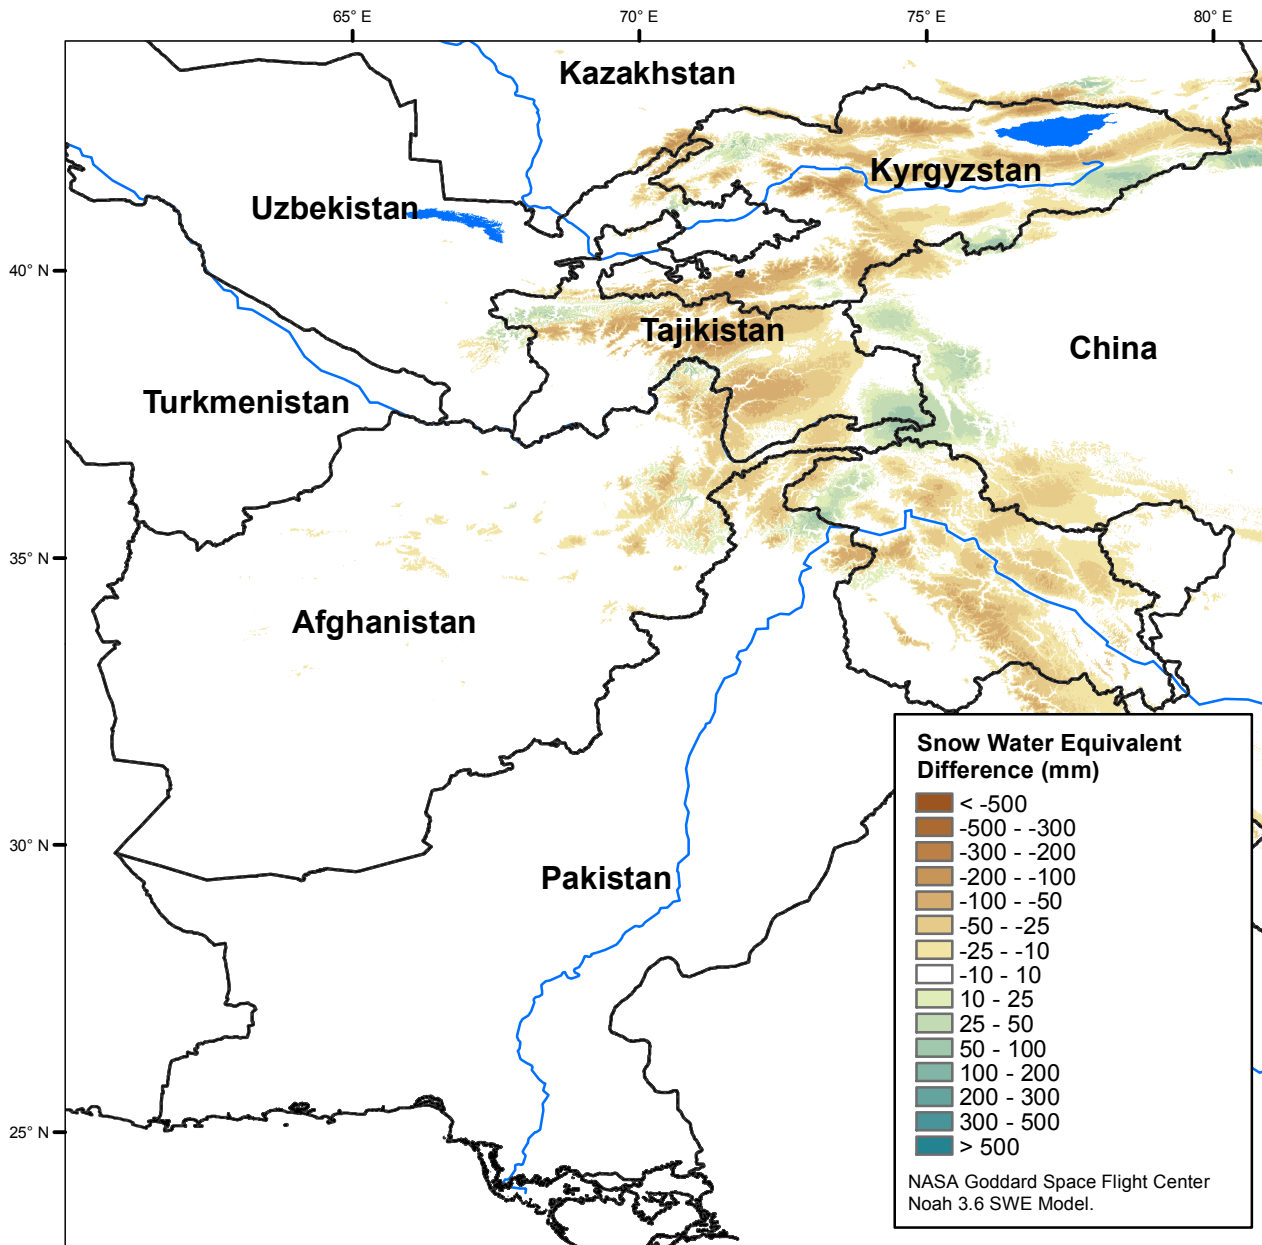 65° E
70° E
75° E
80° E
Kazakhstan
Kyrgyzstan
Uzbekistan
40° N
Tajikistan
China
Turkmenistan
35° N
Afghanistan
30° N
Pakistan
25° N
Snow Water Equivalent
Difference (mm)
< -500
-500 - -300
-300 - -200
-200 - -100
-100 - -50
-50 - -25
-25 - -10
-10 - 10
10 - 25
25 - 50
50 - 100
100 - 200
200 - 300
300 - 500
> 500
NASA Goddard Space Flight Center
Noah 3.6 SWE Model.